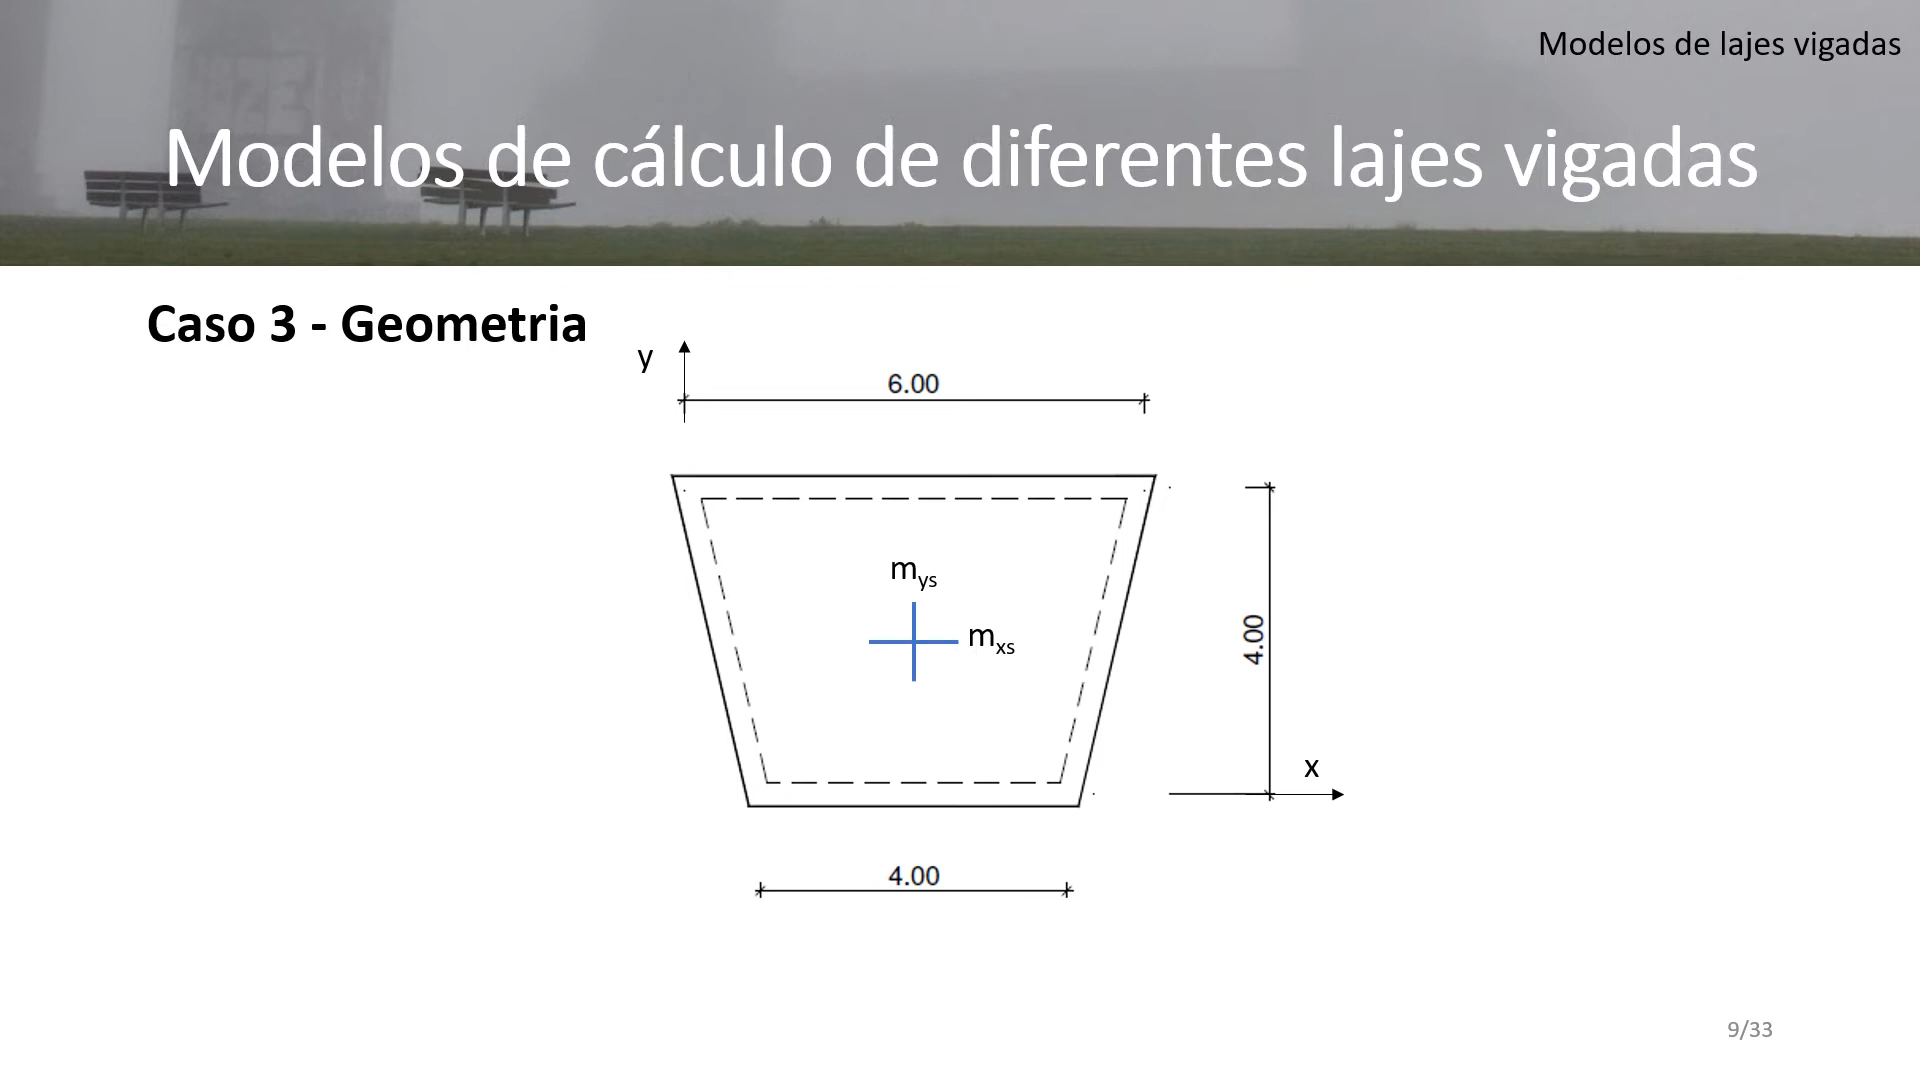 Modelos de lajes vigadas
Modelos de cálculo de diferentes lajes vigadas
Caso 3 - Geometria
y
6.00
mys
mxs
4.00
x
4.00
9/33